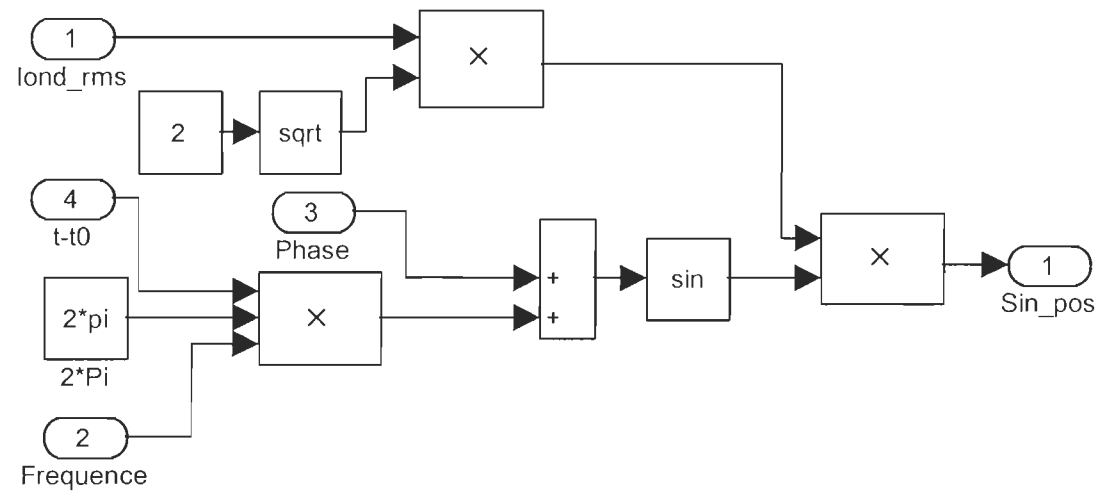 1
Iond_rms
×
2
sqrt
4
t-t0
3
Phase
2*pi
2*Pi
×
+
+
sin
×
1
Sin_pos
2
Frequence